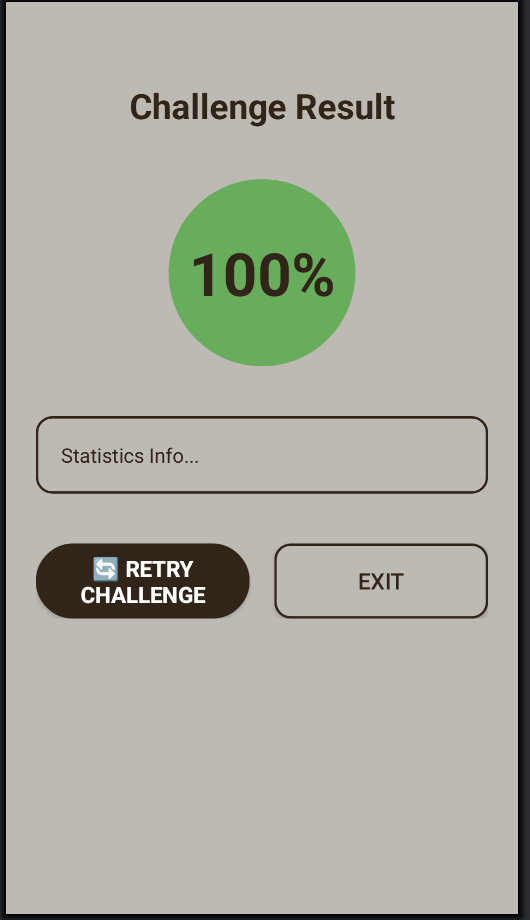 Challenge Result
100%
Statistics Info...
🔄 RETRY
CHALLENGE
EXIT